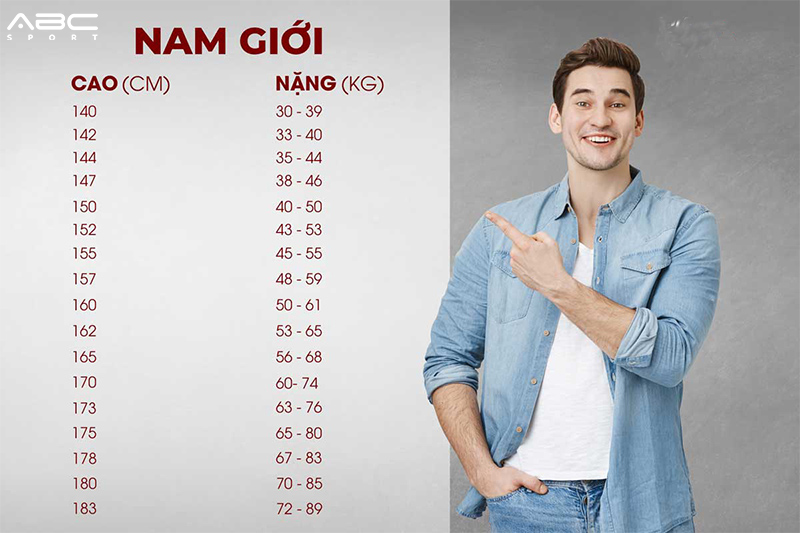 ABC
SPORT
NAM GIỚI
CAO (CM) NẶNG (KG)
140 30 - 39
142 33 - 40
144 35 - 44
147 38 - 46
150 40 - 50
152 43 - 53
155 45 - 55
157 48 - 59
160 50 - 61
162 53 - 65
165 56 - 68
170 60- 74
173 63 - 76
175 65 - 80
178 67 - 83
180 70 - 85
183 72 - 89